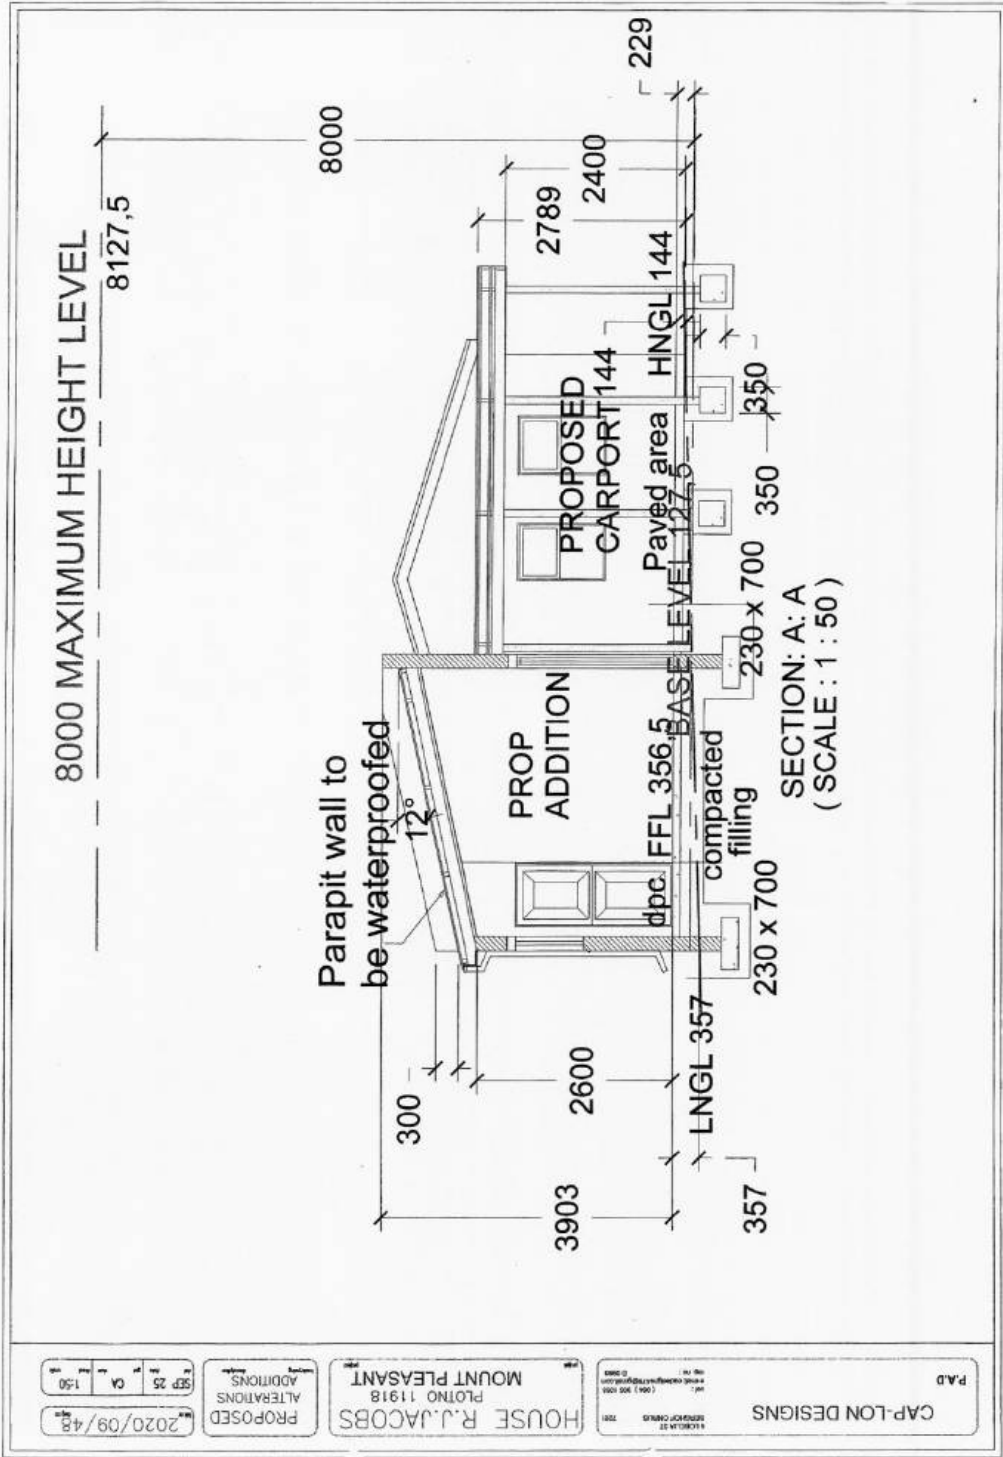 8000 MAXIMUM HEIGHT LEVEL
8127,5
8000
229
2789
2400
Parapit wall to
be waterproofed
12°
300
2600
3903
357
PROP
ADDITION
PROPOSED
CARPORT
144
HNGL 144
Paved area
BASE LEVEL 127,5
dpc
FFL 356,5
LNGL 357
compacted
filling
230 x 700
230 x 700
350
350
SECTION: A: A
( SCALE : 1 : 50 )
CAP-LON DESIGNS
P.A.D
HOUSE R.J.JACOBS
PLOTNO 11918
MOUNT PLEASANT
PROPOSED
ALTERATIONS
ADDITIONS
2020/09/48
SEP 25
CA
1:50